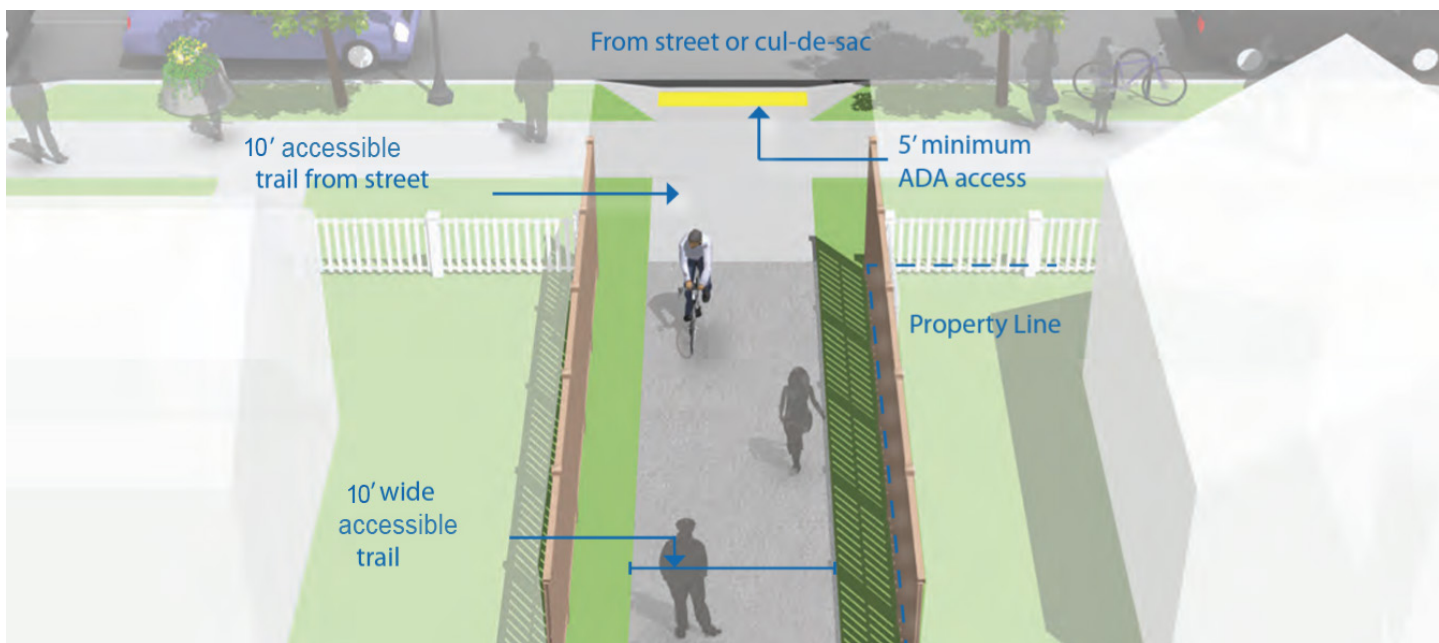 From street or cul-de-sac
10' accessible
trail from street
5' minimum
ADA access
Property Line
10' wide
accessible
trail